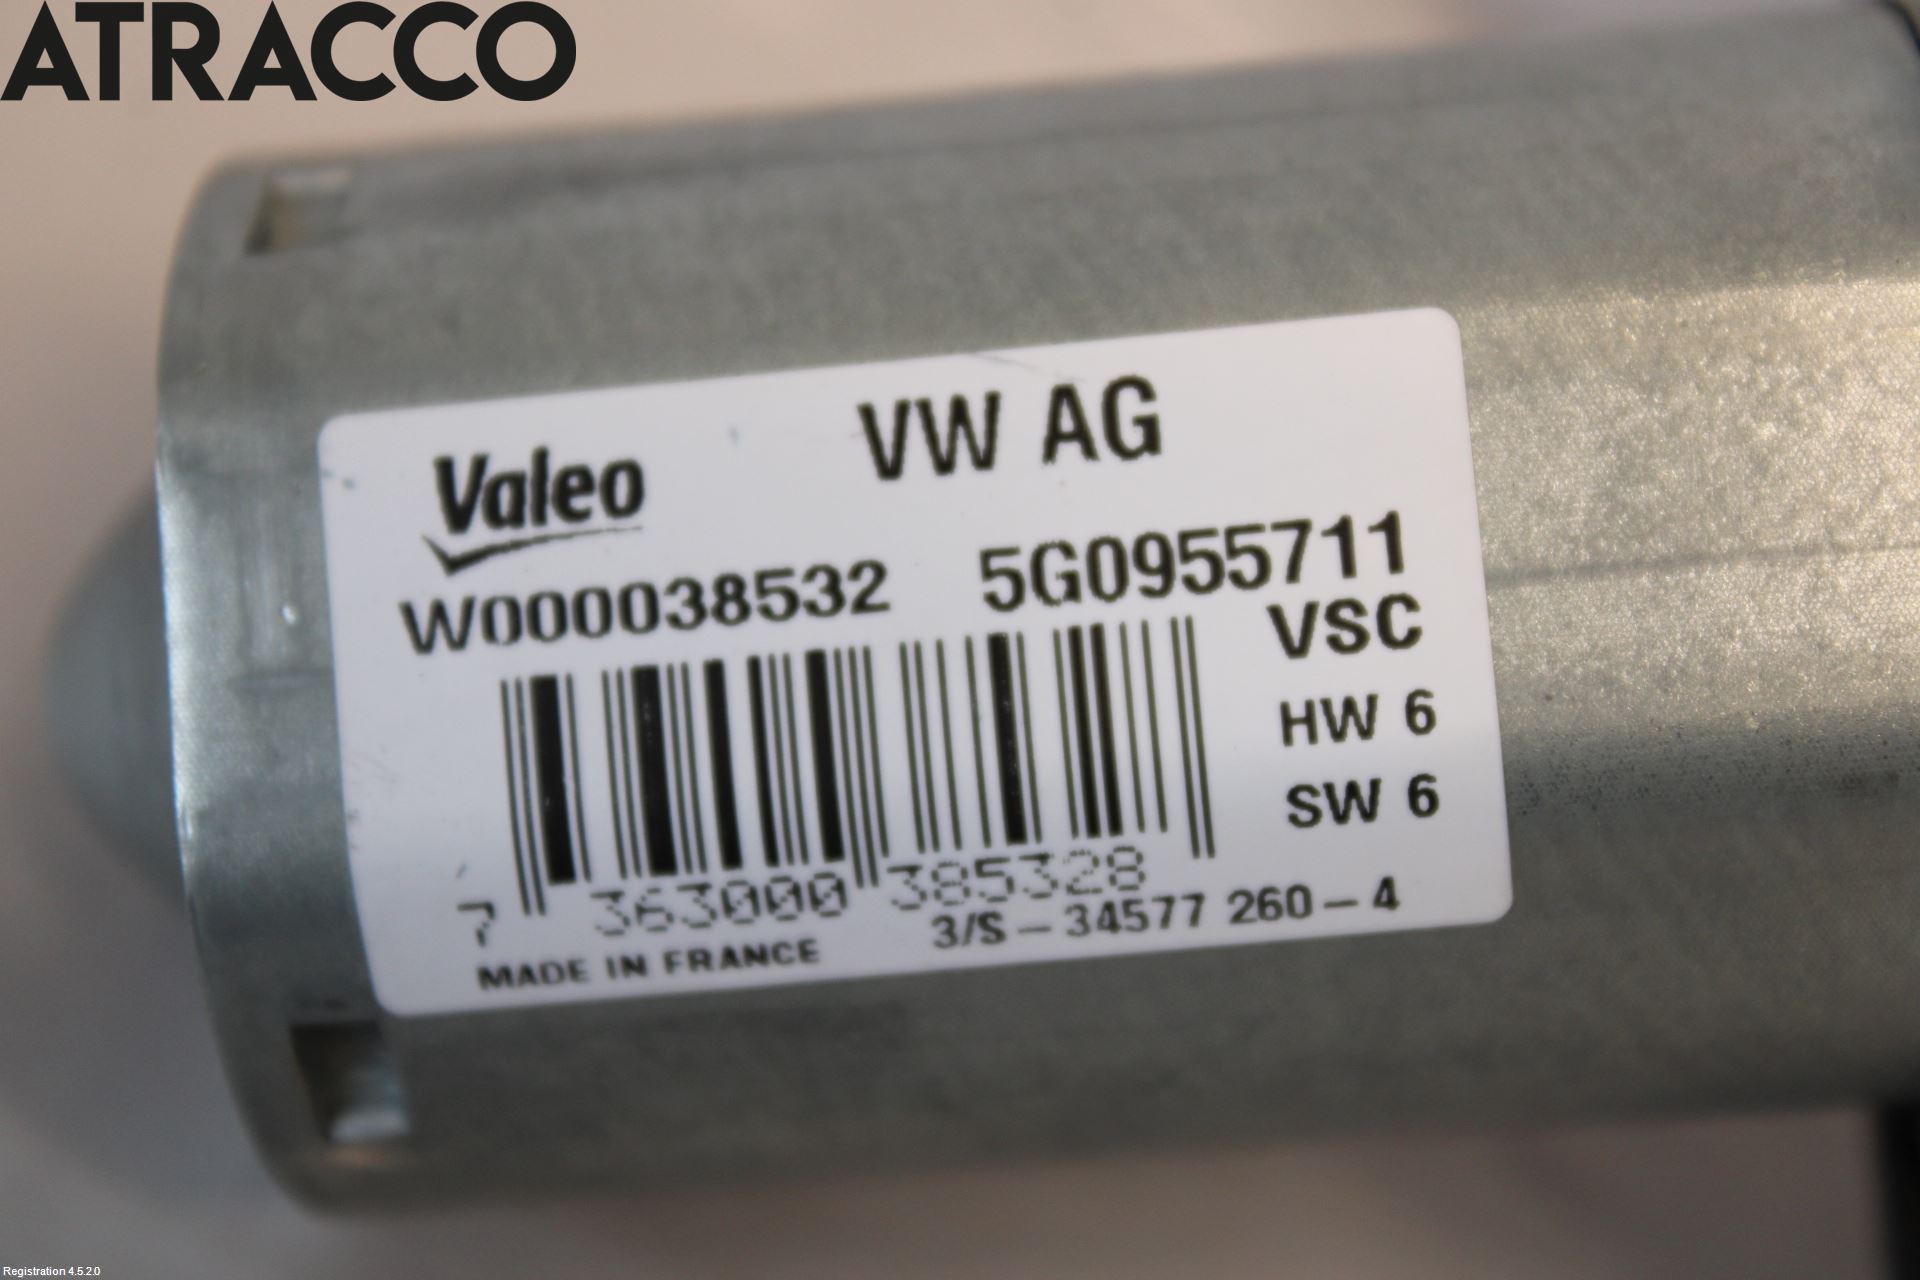 ATRACCO
Valeo VW AG
W000038532 5G0955711
VSC
HW 6
SW 6
7 363000 385328
3/S-34577 260-4
MADE IN FRANCE
Registration 4.5.2.0